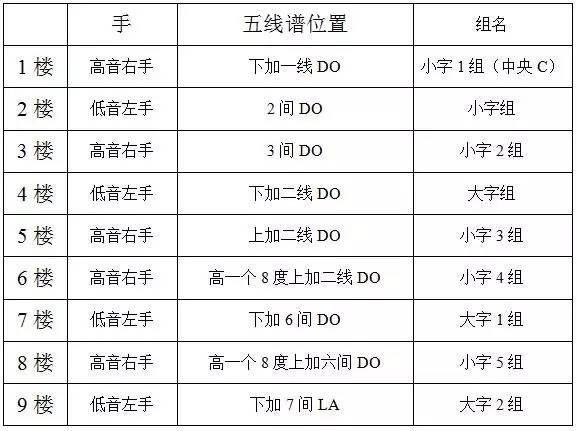 手 五线谱位置 组名
1 楼 高音右手 下加一线 DO 小字 1 组（中央 C）
2 楼 低音左手 2 间 DO 小字组
3 楼 高音右手 3 间 DO 小字 2 组
4 楼 低音左手 下加二线 DO 大字组
5 楼 高音右手 上加二线 DO 小字 3 组
6 楼 高音右手 高一个 8 度上加二线 DO 小字 4 组
7 楼 低音左手 下加 6 间 DO 大字 1 组
8 楼 高音右手 高一个 8 度上加六间 DO 小字 5 组
9 楼 低音左手 下加 7 间 LA 大字 2 组